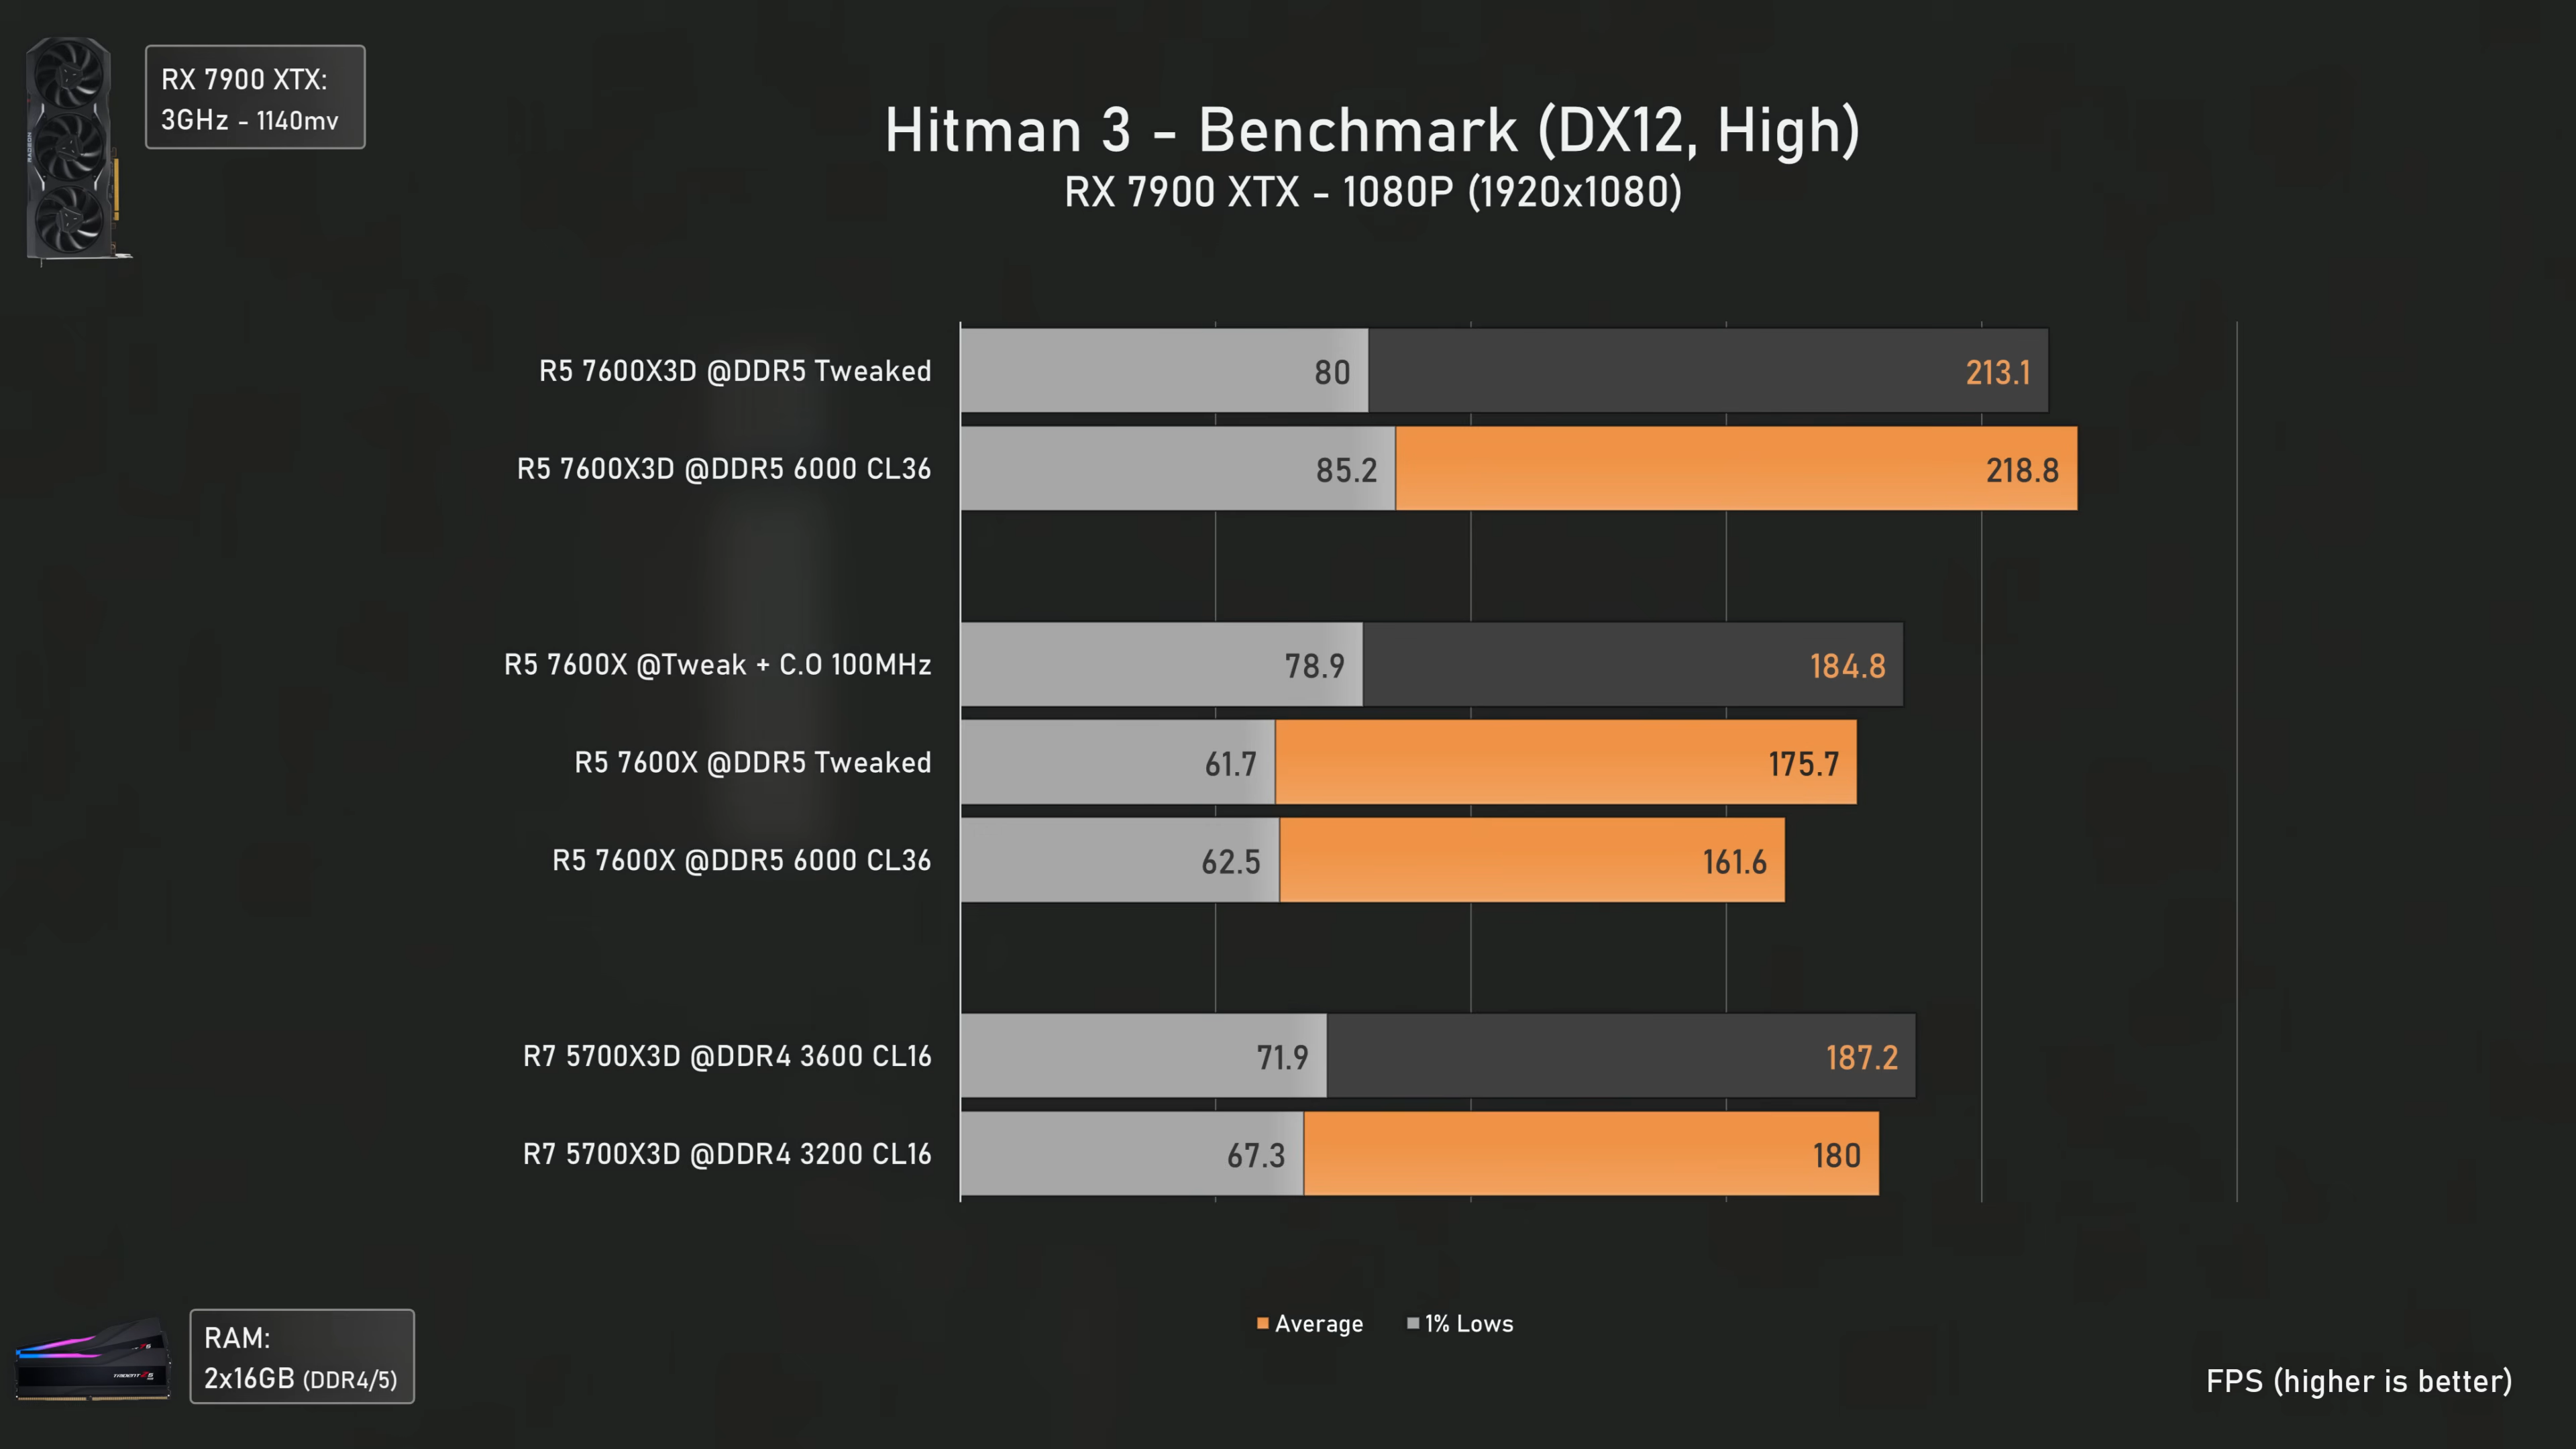 RX 7900 XTX:
3GHz - 1140mv
RADEON
Hitman 3 - Benchmark (DX12, High)
RX 7900 XTX - 1080P (1920x1080)
R5 7600X3D @DDR5 Tweaked
80
213.1
R5 7600X3D @DDR5 6000 CL36
85.2
218.8
R5 7600X @Tweak + C.O 100MHz
78.9
184.8
R5 7600X @DDR5 Tweaked
61.7
175.7
R5 7600X @DDR5 6000 CL36
62.5
161.6
R7 5700X3D @DDR4 3600 CL16
71.9
187.2
R7 5700X3D @DDR4 3200 CL16
67.3
180
Average
1% Lows
RAM:
2x16GB (DDR4/5)
FPS (higher is better)